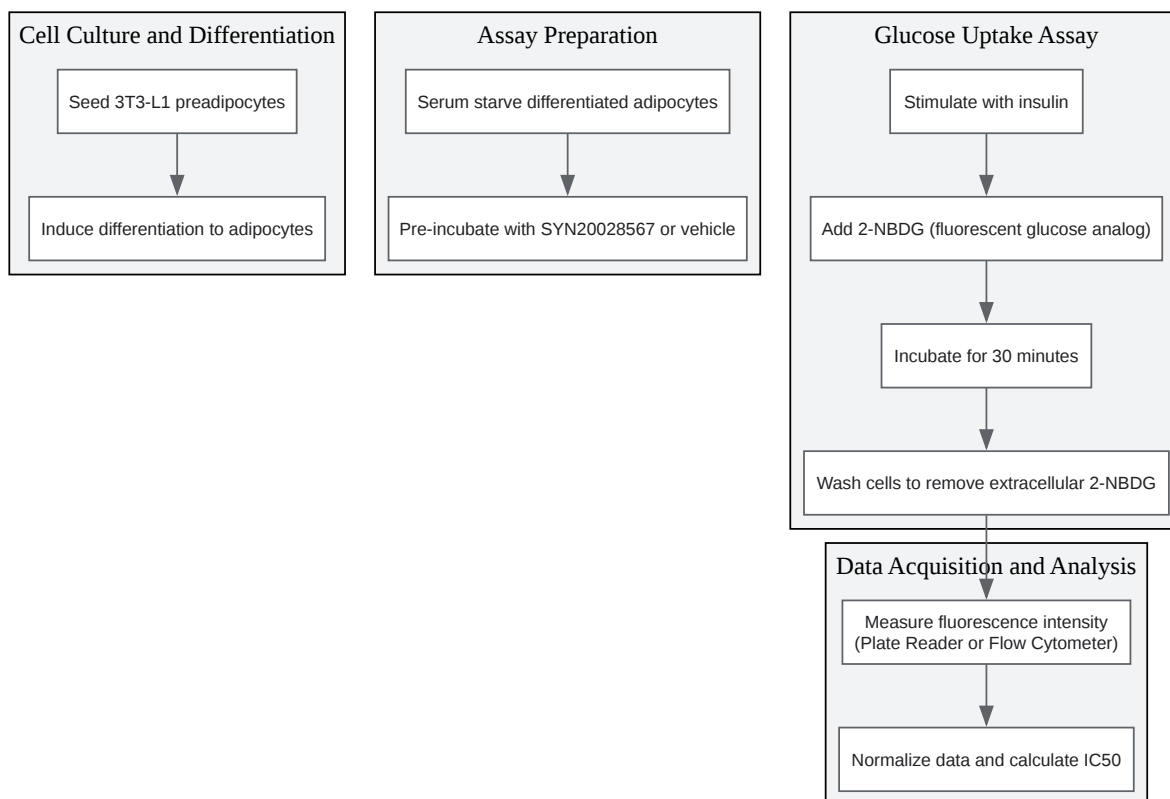 Cell Culture and Differentiation
Seed 3T3-L1 preadipocytes
Induce differentiation to adipocytes
Assay Preparation
Serum starve differentiated adipocytes
Pre-incubate with SYN20028567 or vehicle
Glucose Uptake Assay
Stimulate with insulin
Add 2-NBDG (fluorescent glucose analog)
Incubate for 30 minutes
Wash cells to remove extracellular 2-NBDG
Data Acquisition and Analysis
Measure fluorescence intensity
(Plate Reader or Flow Cytometer)
Normalize data and calculate IC50